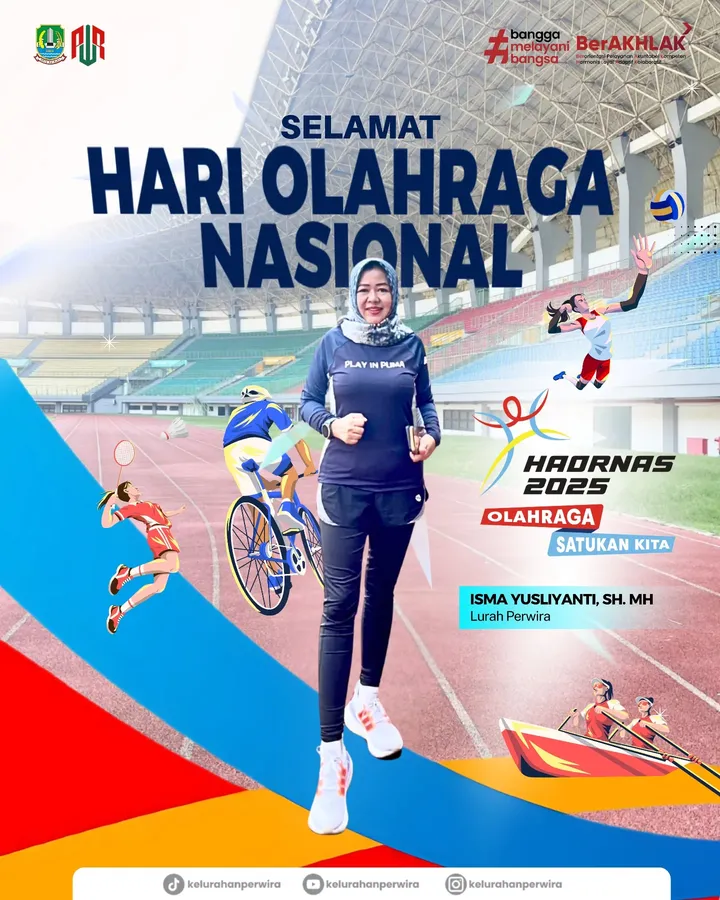 #bangga
melayani
bangsa
BerAKHLAK
SELAMAT
HARI OLAHRAGA
NASIONAL
PLAY IN PUMA
HAORNAS
2025
OLAHRAGA
SATUKAN KITA
ISMA YUSLIYANTI, SH. MH
Lurah Perwira
kelurahanperwira
kelurahanperwira
kelurahanperwira